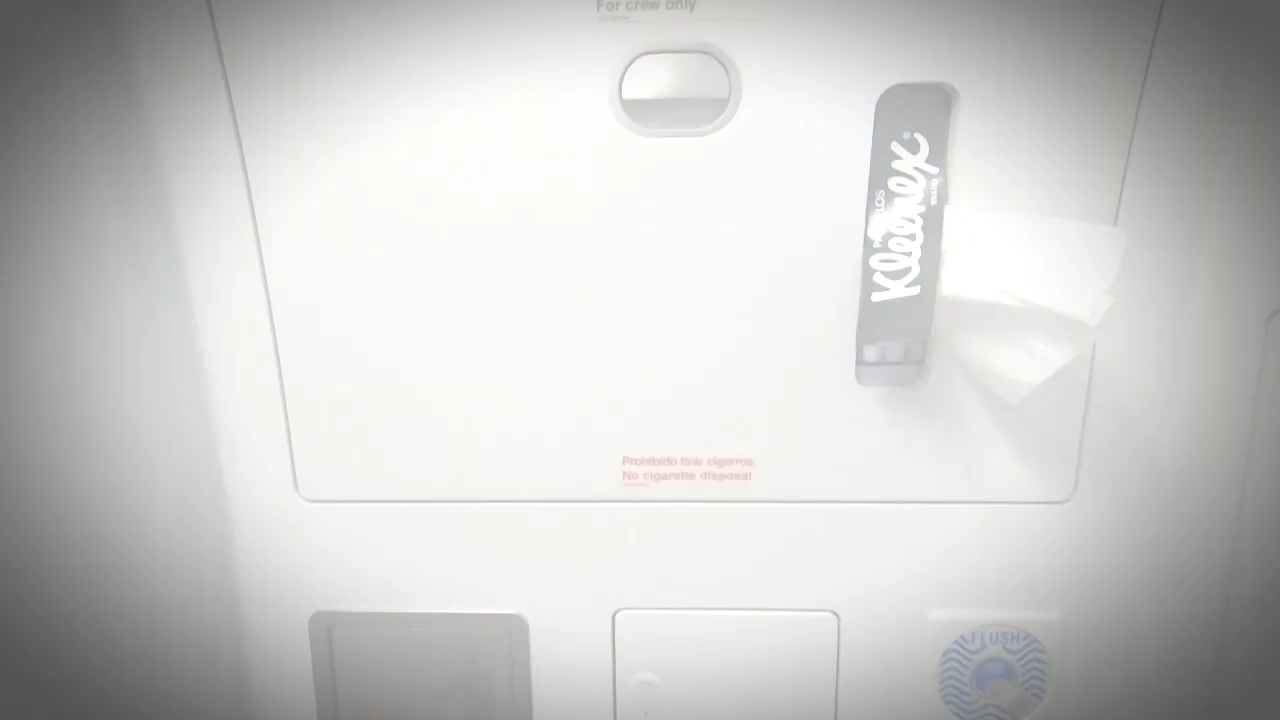 For crew only
Kleenex
Prohibido tirar cigarros
No cigarette disposal
FLUSH